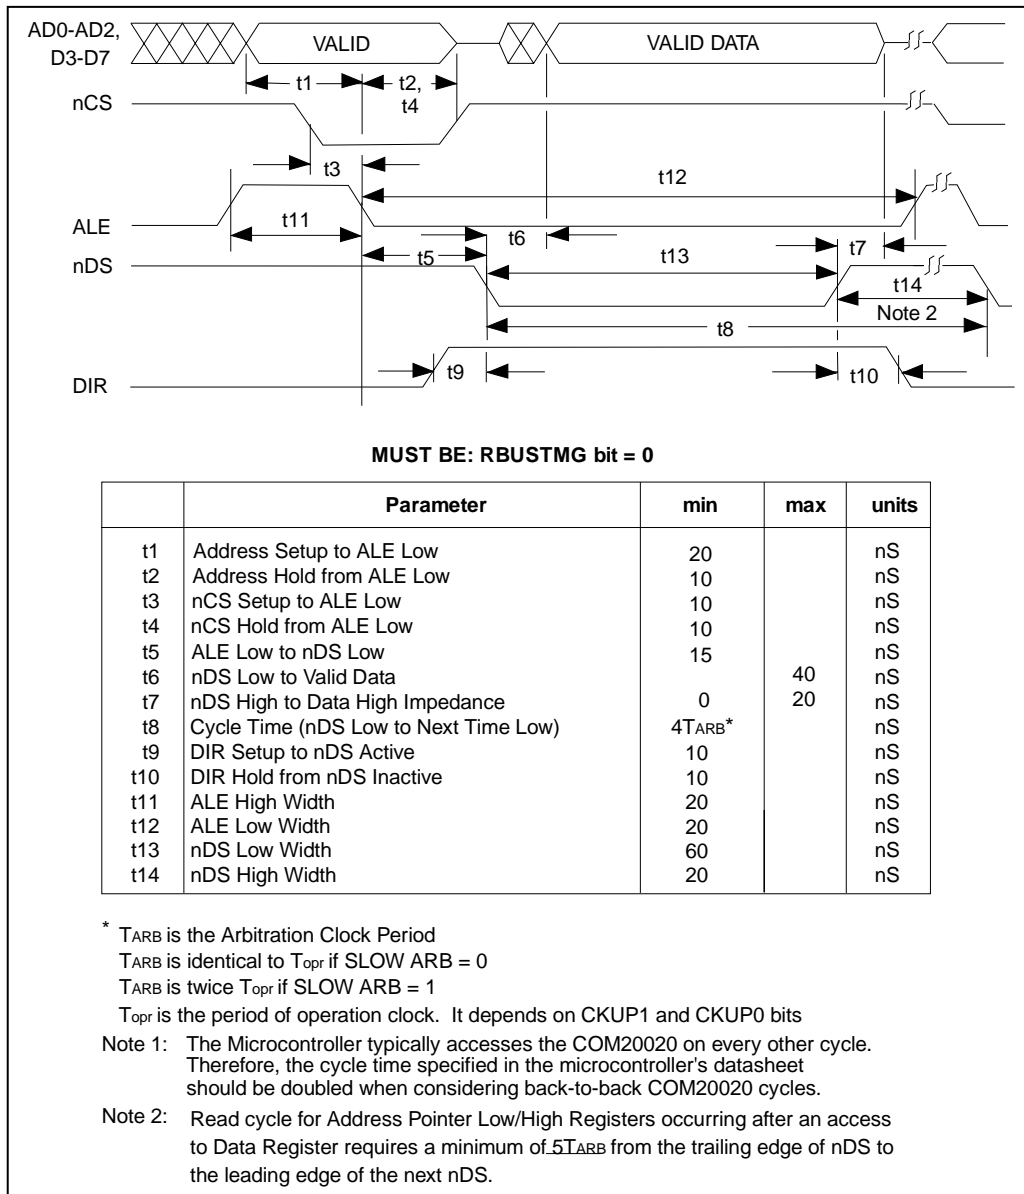 AD0-AD2,
D3-D7
VALID
VALID DATA
t1
t2,
t4
nCS
t3
t12
ALE
t11
t6
t7
nDS
t5
t13
t14
Note 2
t8
DIR
t9
t10
MUST BE: RBUSTMG bit = 0
Parameter min max units
t1 Address Setup to ALE Low 20 nS
t2 Address Hold from ALE Low 10 nS
t3 nCS Setup to ALE Low 10 nS
t4 nCS Hold from ALE Low 10 nS
t5 ALE Low to nDS Low 15 nS
t6 nDS Low to Valid Data 40 nS
t7 nDS High to Data High Impedance 0 20 nS
t8 Cycle Time (nDS Low to Next Time Low) 4TARB* nS
t9 DIR Setup to nDS Active 10 nS
t10 DIR Hold from nDS Inactive 10 nS
t11 ALE High Width 20 nS
t12 ALE Low Width 20 nS
t13 nDS Low Width 60 nS
t14 nDS High Width 20 nS
* TARB is the Arbitration Clock Period
TARB is identical to Topr if SLOW ARB = 0
TARB is twice Topr if SLOW ARB = 1
Topr is the period of operation clock. It depends on CKUP1 and CKUP0 bits
Note 1: The Microcontroller typically accesses the COM20020 on every other cycle.
Therefore, the cycle time specified in the microcontroller's datasheet
should be doubled when considering back-to-back COM20020 cycles.
Note 2: Read cycle for Address Pointer Low/High Registers occurring after an access
to Data Register requires a minimum of 5TARB from the trailing edge of nDS to
the leading edge of the next nDS.